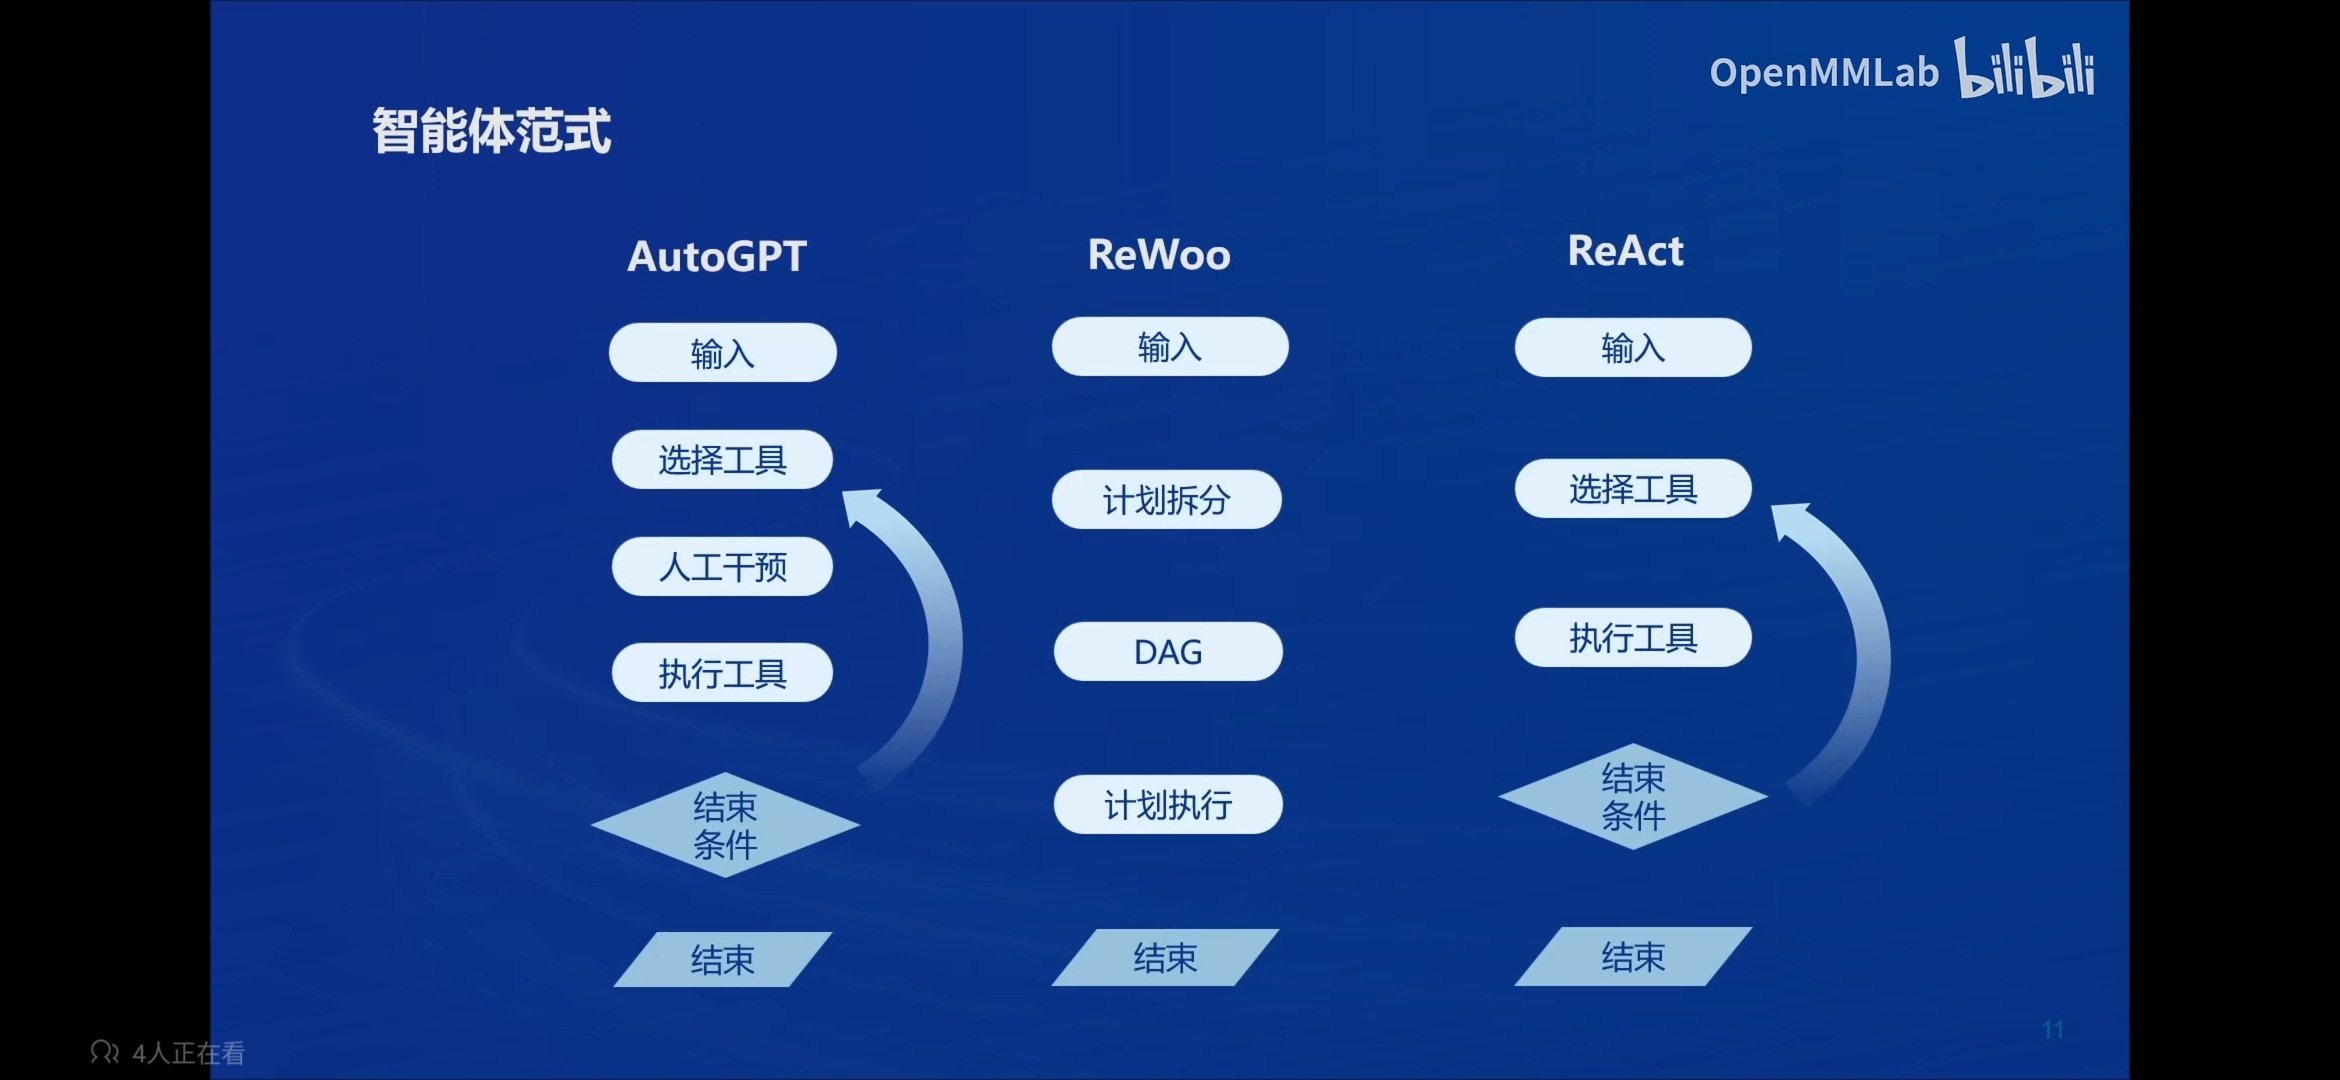 OpenMMLab bilibili
智能体范式
AutoGPT
输入
选择工具
人工干预
执行工具
结束
条件
结束
ReWoo
输入
计划拆分
DAG
计划执行
结束
ReAct
输入
选择工具
执行工具
结束
条件
结束
11
4人正在看